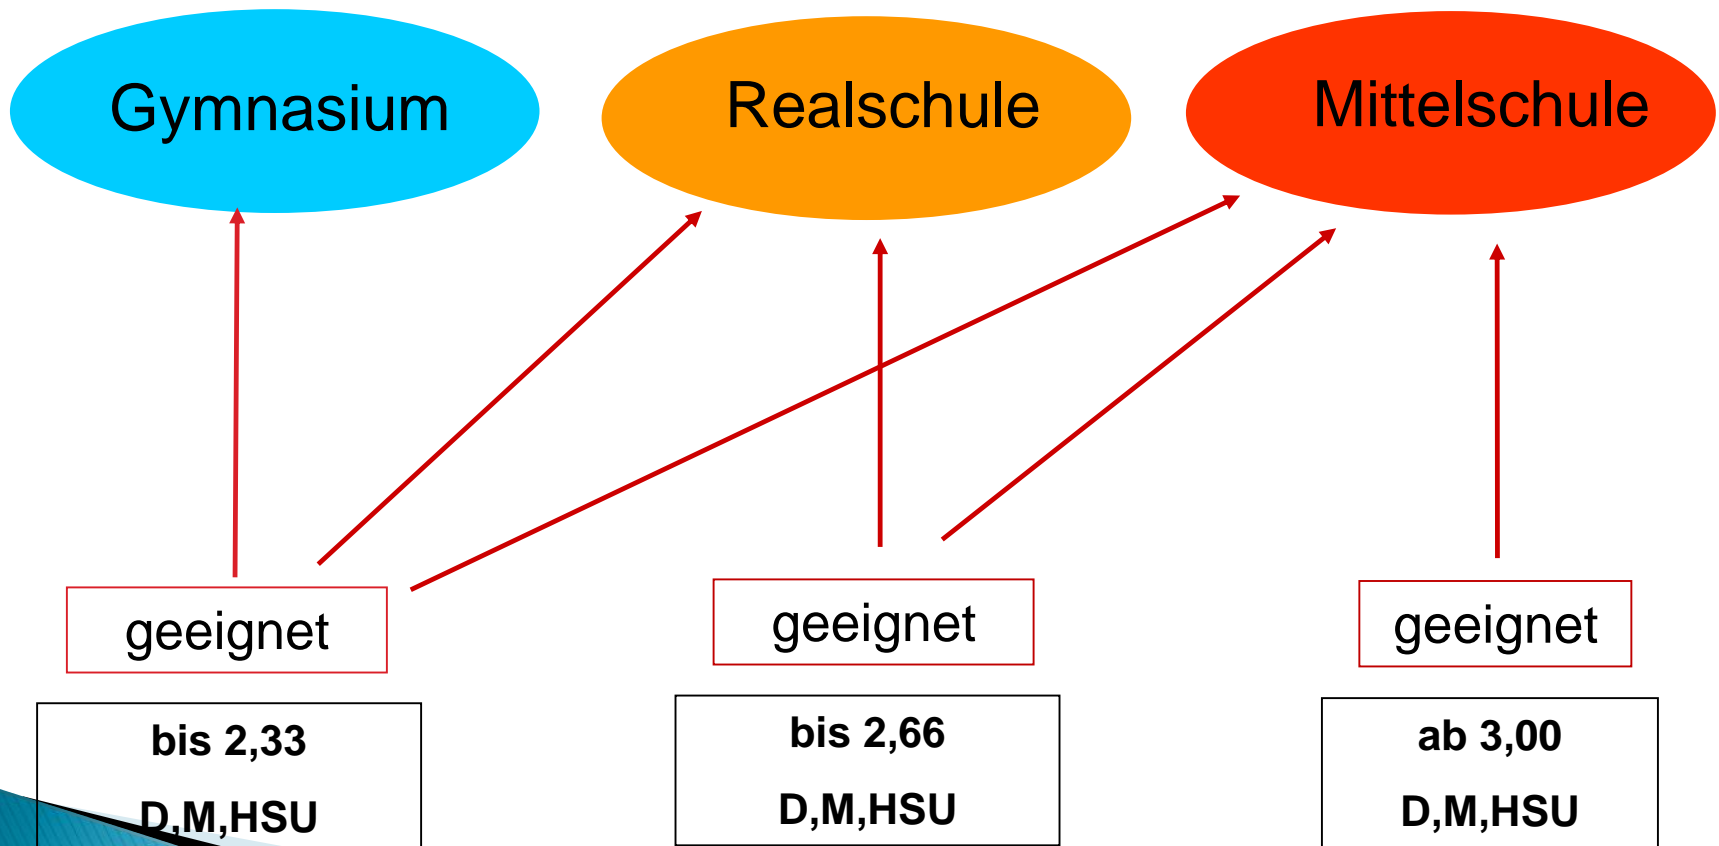 Gymnasium
Realschule
Mittelschule
geeignet
geeignet
geeignet
bis 2,33
D,M,HSU
bis 2,66
D,M,HSU
ab 3,00
D,M,HSU